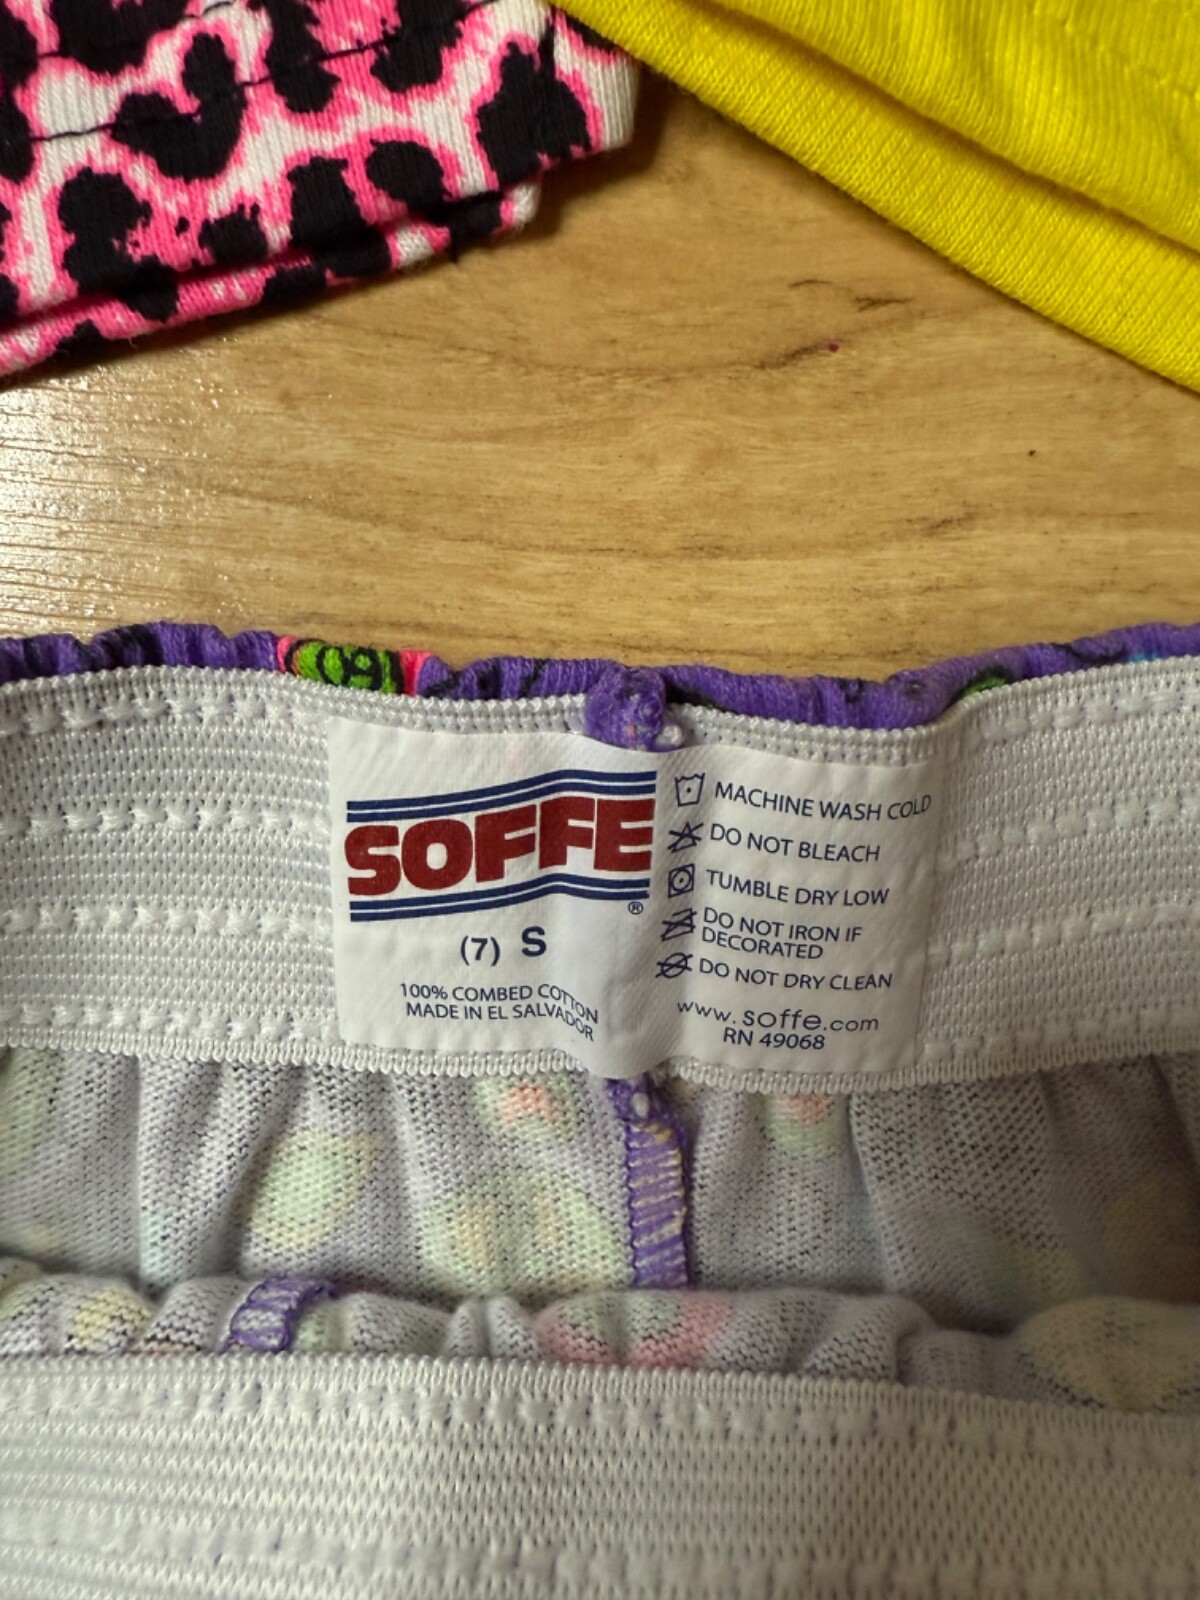 SOFFE
®
(7) S
100% COMBED COTTON
MADE IN EL SALVADOR
MACHINE WASH COLD
DO NOT BLEACH
TUMBLE DRY LOW
DO NOT IRON IF
DECORATED
DO NOT DRY CLEAN
www.soffe.com
RN 49068